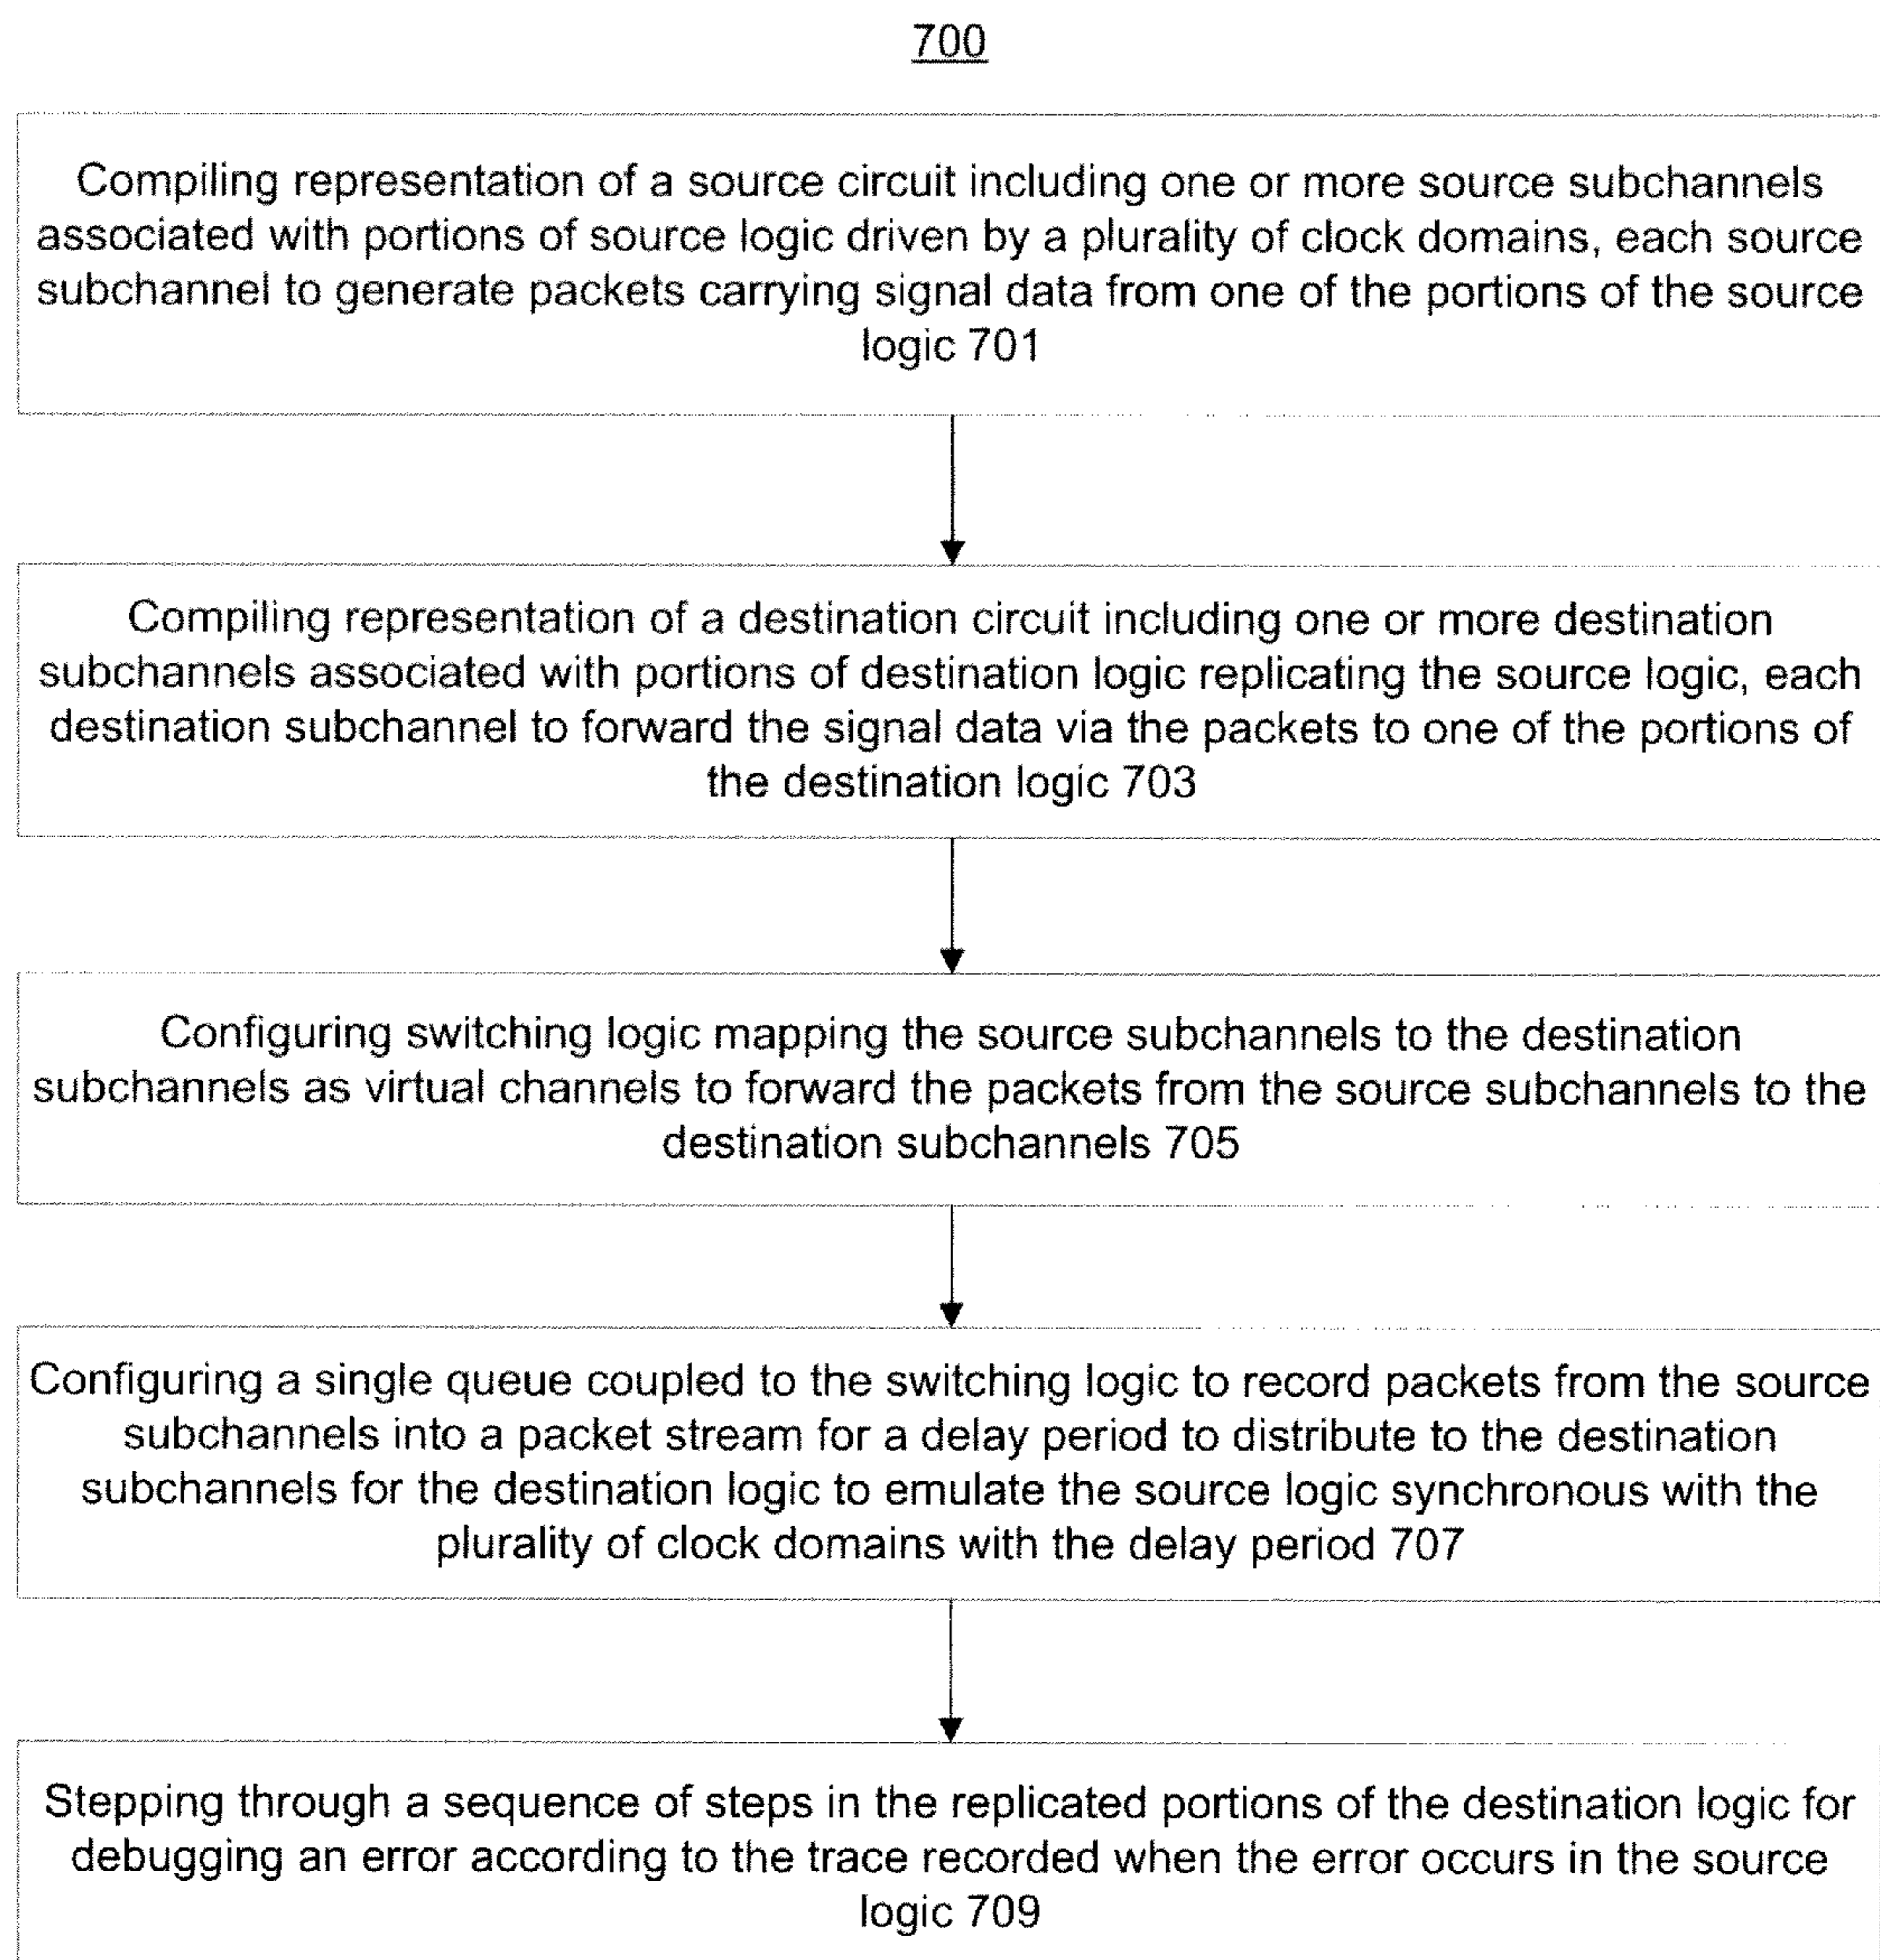 700
Compiling representation of a source circuit including one or more source subchannels
associated with portions of source logic driven by a plurality of clock domains, each source
subchannel to generate packets carrying signal data from one of the portions of the source
logic 701
Compiling representation of a destination circuit including one or more destination
subchannels associated with portions of destination logic replicating the source logic, each
destination subchannel to forward the signal data via the packets to one of the portions of
the destination logic 703
Configuring switching logic mapping the source subchannels to the destination
subchannels as virtual channels to forward the packets from the source subchannels to the
destination subchannels 705
Configuring a single queue coupled to the switching logic to record packets from the source
subchannels into a packet stream for a delay period to distribute to the destination
subchannels for the destination logic to emulate the source logic synchronous with the
plurality of clock domains with the delay period 707
Stepping through a sequence of steps in the replicated portions of the destination logic for
debugging an error according to the trace recorded when the error occurs in the source
logic 709